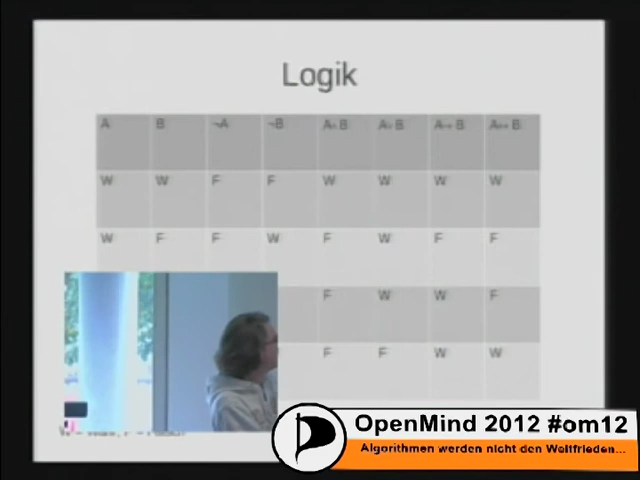 Logik
A B ¬A ¬B A∧B A∨B A→B A↔B
W W F F W W W W
W F F W F W F F
F W W F
F F W W
OpenMind 2012 #om12
Algorithmen werden nicht den Weltfrieden...